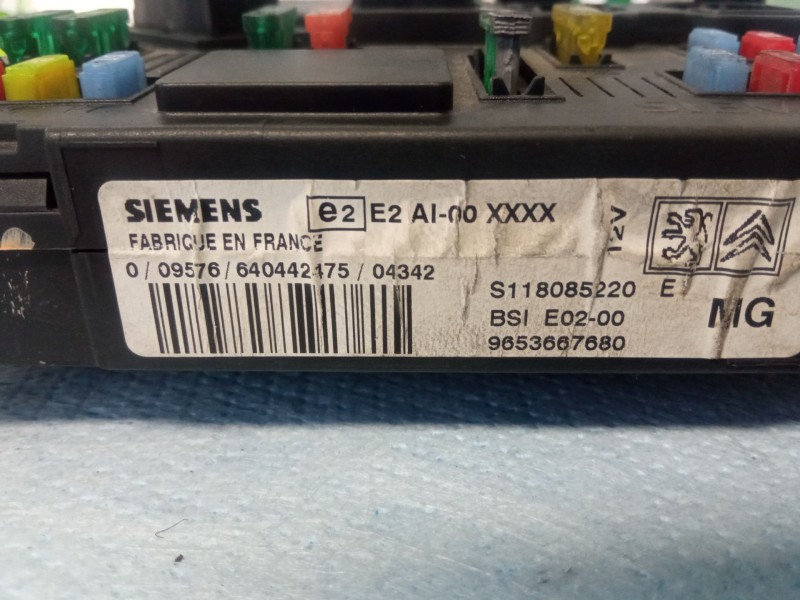 SIEMENS e2 E2 AI-00 XXXX
FABRIQUE EN FRANCE
12V
0/ 09576/640442475/04342
S118085220 E
BSI E02-00
MG
9653667680